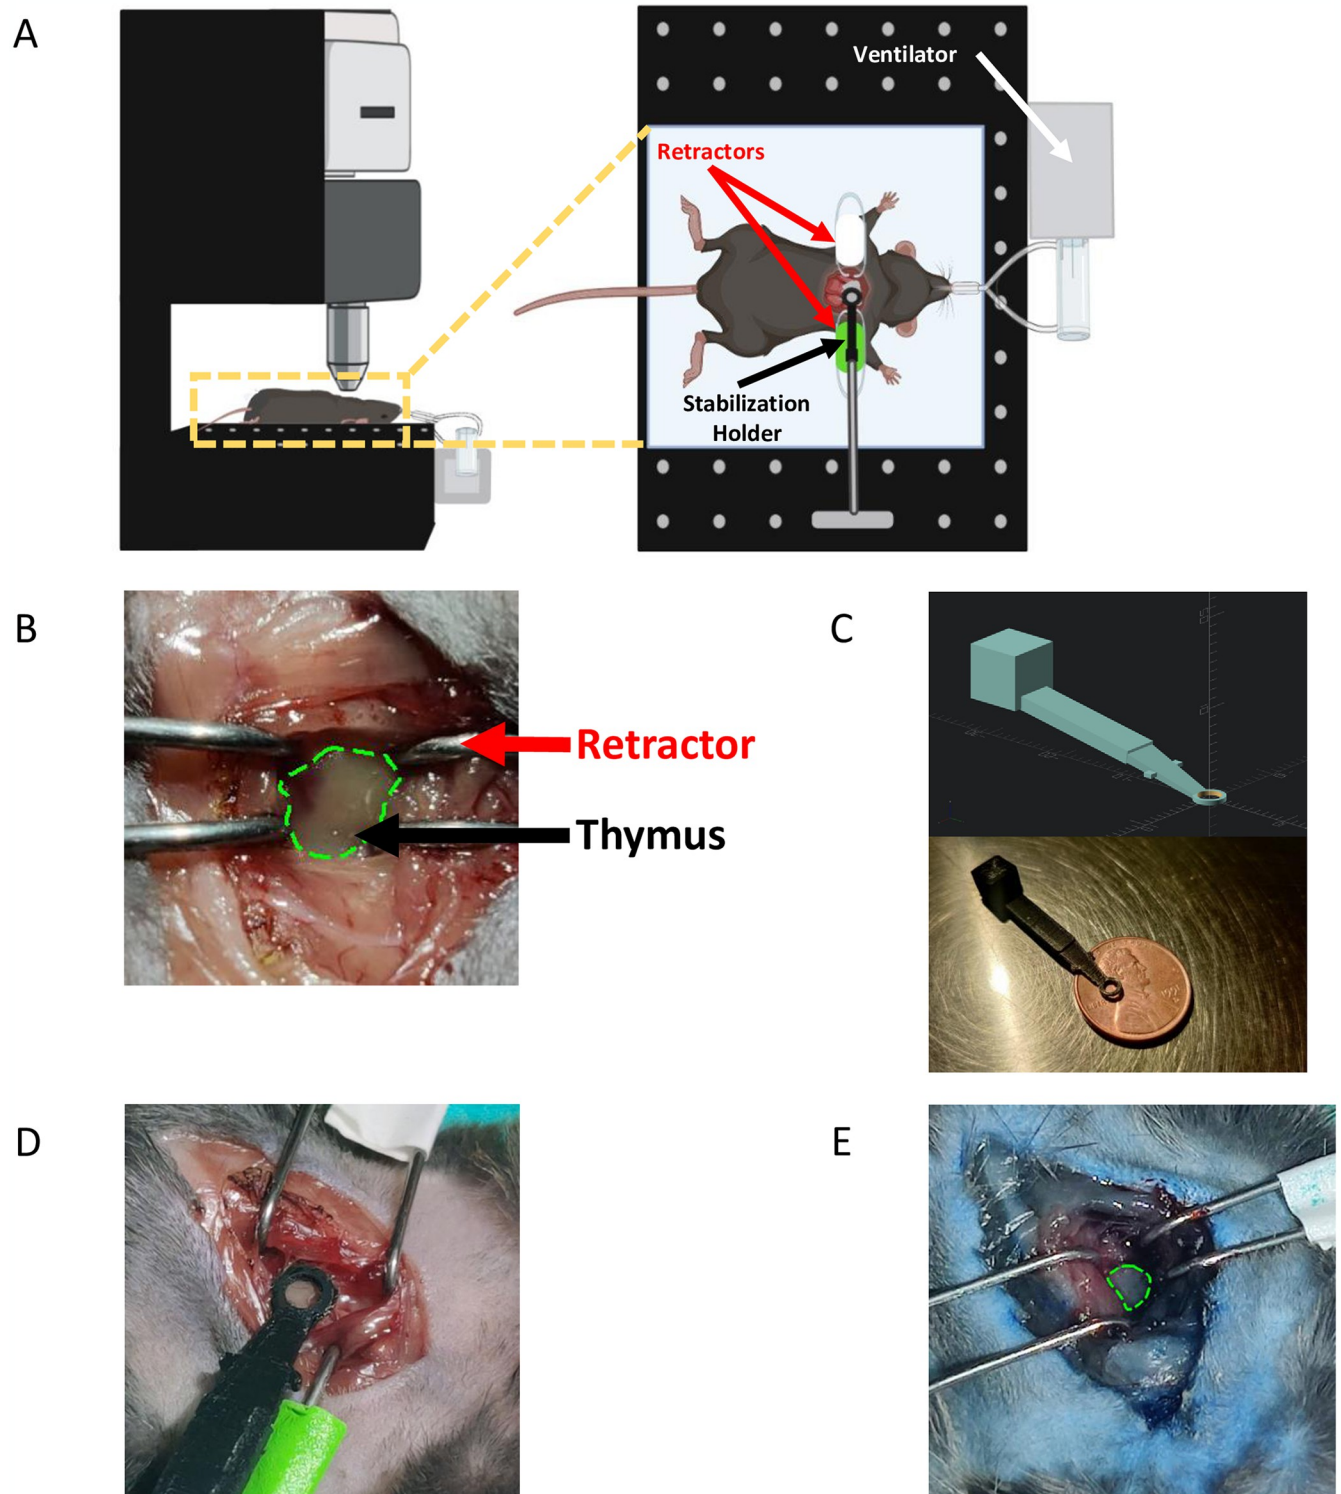 A
Ventilator
Retractors
Stabilization
Holder
B
Retractor
Thymus
C
D
E